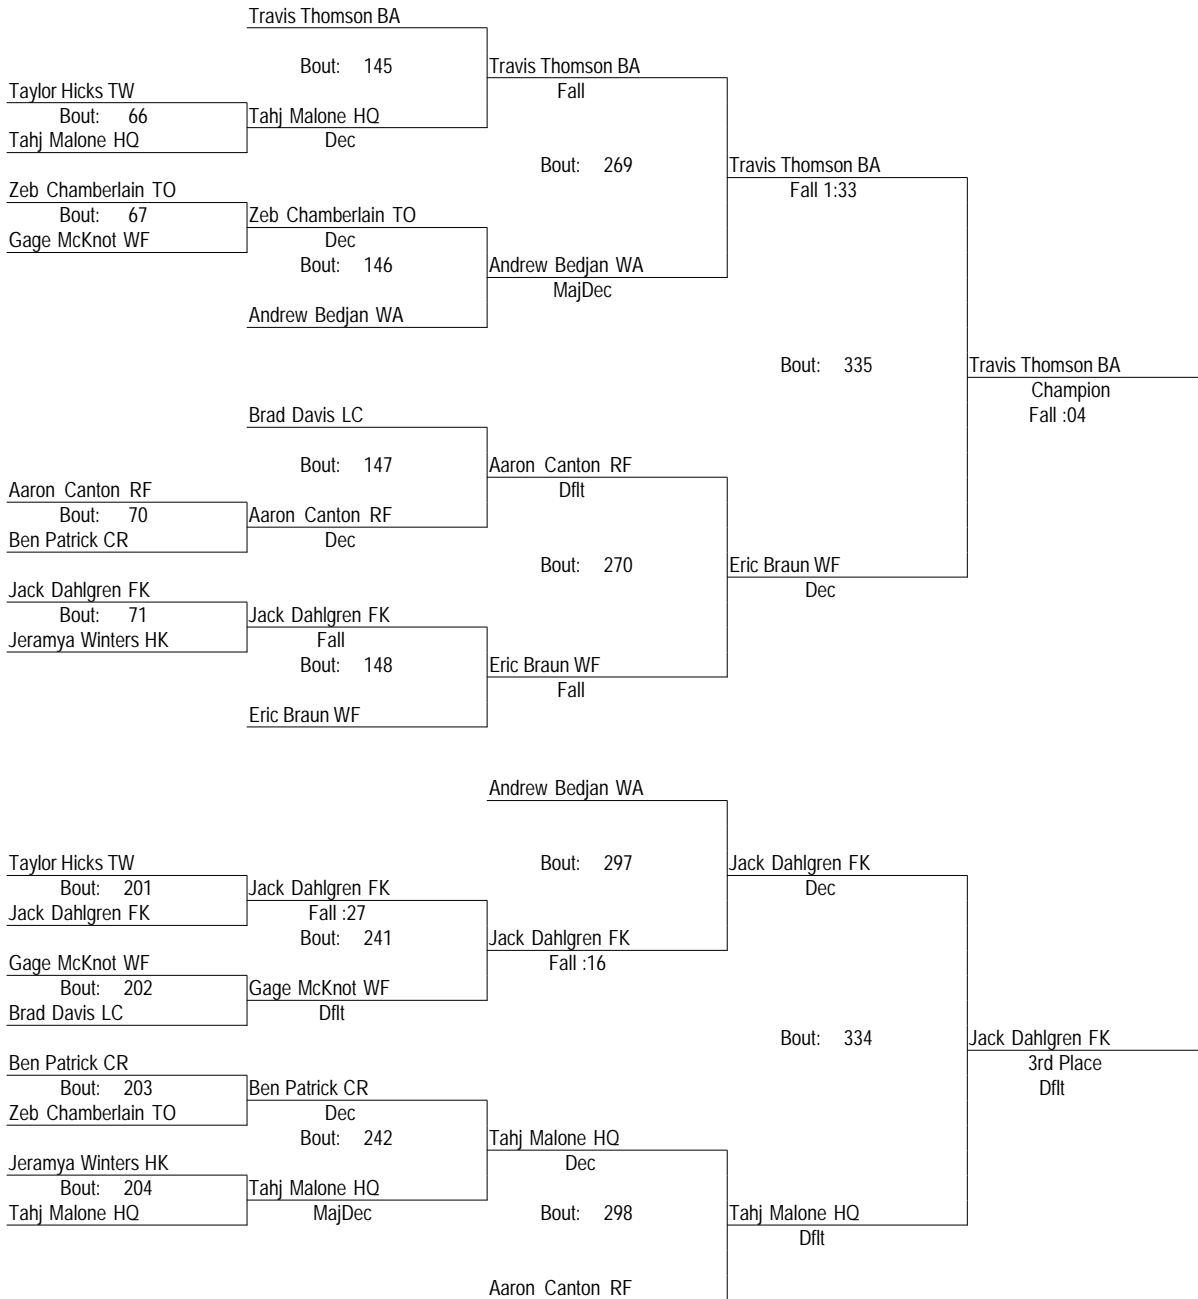 Travis Thomson BA
Bout: 145
Travis Thomson BA
Taylor Hicks TW
Fall
Bout: 66
Tahj Malone HQ
Tahj Malone HQ
Dec
Bout: 269
Travis Thomson BA
Zeb Chamberlain TO
Fall 1:33
Bout: 67
Zeb Chamberlain TO
Gage McKnot WF
Dec
Bout: 146
Andrew Bedjan WA
MajDec
Andrew Bedjan WA
Bout: 335
Travis Thomson BA
Champion
Brad Davis LC
Fall :04
Bout: 147
Aaron Canton RF
Aaron Canton RF
Dflt
Bout: 70
Aaron Canton RF
Ben Patrick CR
Dec
Bout: 270
Eric Braun WF
Jack Dahlgren FK
Dec
Bout: 71
Jack Dahlgren FK
Jeramya Winters HK
Fall
Bout: 148
Eric Braun WF
Fall
Eric Braun WF
Andrew Bedjan WA
Taylor Hicks TW
Bout: 297
Jack Dahlgren FK
Bout: 201
Jack Dahlgren FK
Dec
Jack Dahlgren FK
Fall :27
Bout: 241
Jack Dahlgren FK
Gage McKnot WF
Fall :16
Bout: 202
Gage McKnot WF
Brad Davis LC
Dflt
Bout: 334
Jack Dahlgren FK
Ben Patrick CR
3rd Place
Bout: 203
Ben Patrick CR
Dflt
Zeb Chamberlain TO
Dec
Bout: 242
Tahj Malone HQ
Jeramya Winters HK
Dec
Bout: 204
Tahj Malone HQ
Tahj Malone HQ
MajDec
Bout: 298
Tahj Malone HQ
Dflt
Aaron Canton RF